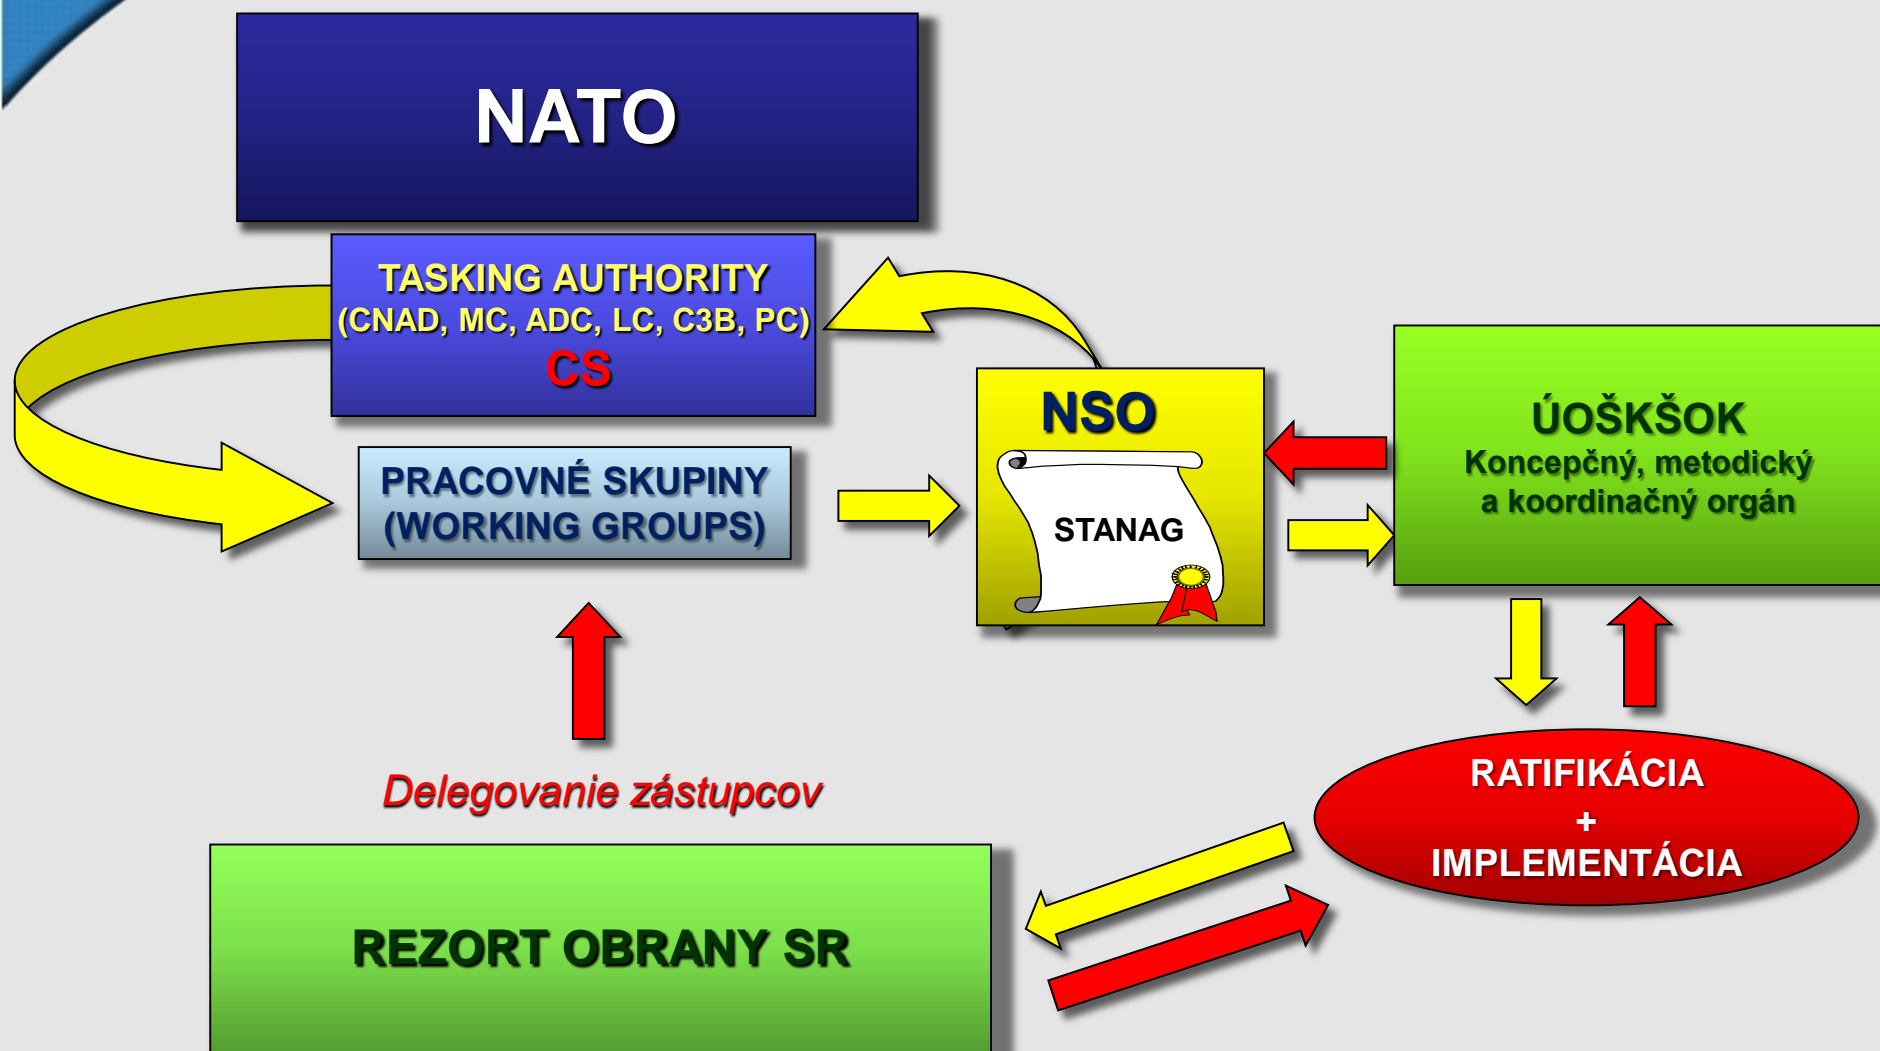 NATO
TASKING AUTHORITY
(CNAD, MC, ADC, LC, C3B, PC)
CS
PRACOVNÉ SKUPINY
(WORKING GROUPS)
NSO
STANAG
ÚOŠKŠOK
Koncepčný, metodický
a koordinačný orgán
RATIFIKÁCIA
+
IMPLEMENTÁCIA
Delegovanie zástupcov
REZORT OBRANY SR